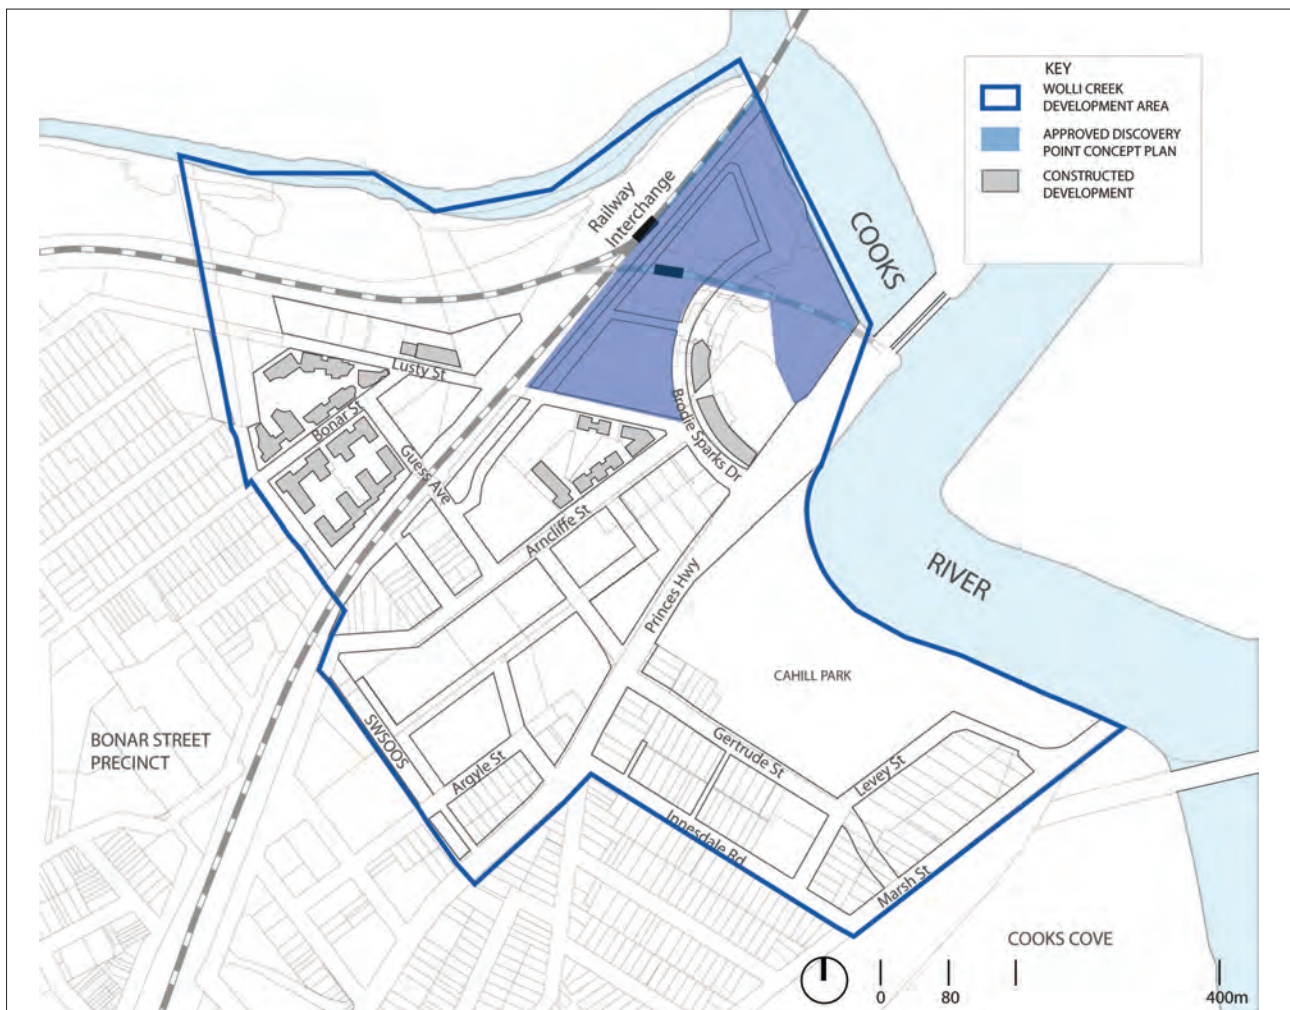 KEY
WOLLI CREEK
DEVELOPMENT AREA
APPROVED DISCOVERY
POINT CONCEPT PLAN
CONSTRUCTED
DEVELOPMENT
Railway
Interchange
COOKS
RIVER
Lusty St
Bonar St
Guess Ave
Brodie Sparks Dr
Arncliffe St
Princes Hwy
CAHILL PARK
SWSOOS
Argyle St
Gertrude St
Levey St
Innesdale Rd
Marsh St
BONAR STREET
PRECINCT
COOKS COVE
0
80
400m